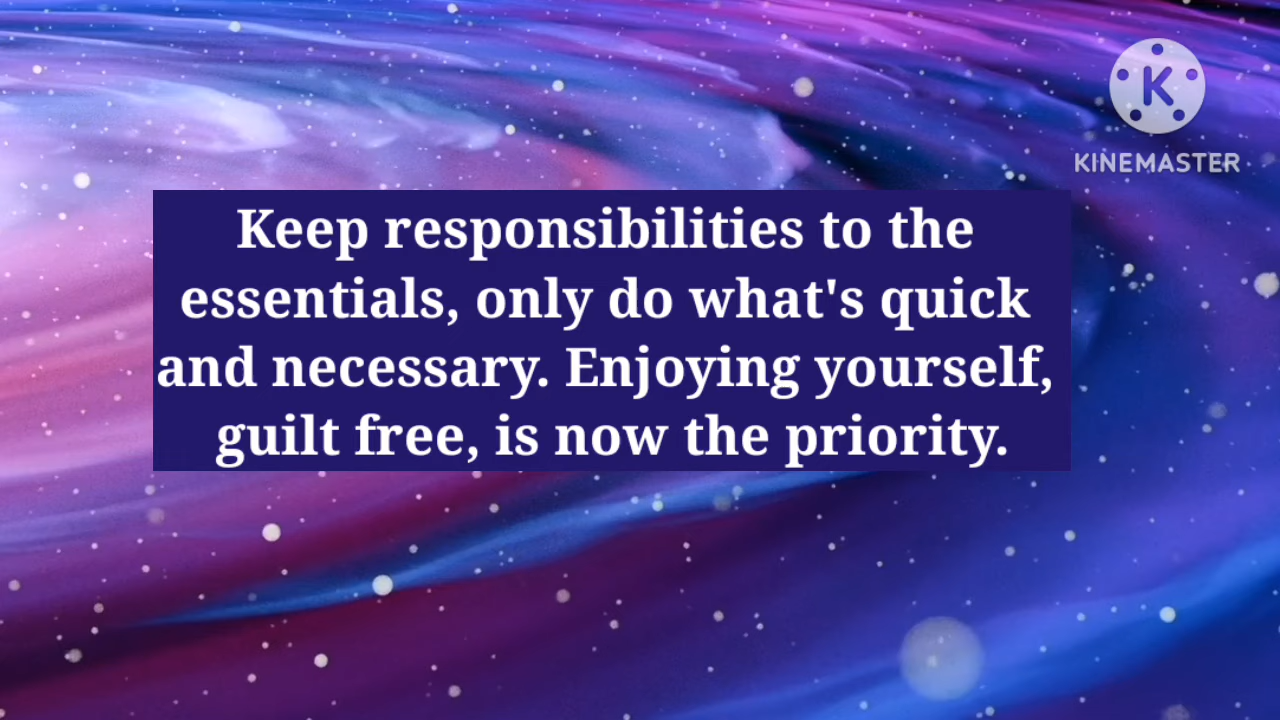 K
KINEMASTER
Keep responsibilities to the
essentials, only do what's quick
and necessary. Enjoying yourself,
guilt free, is now the priority.